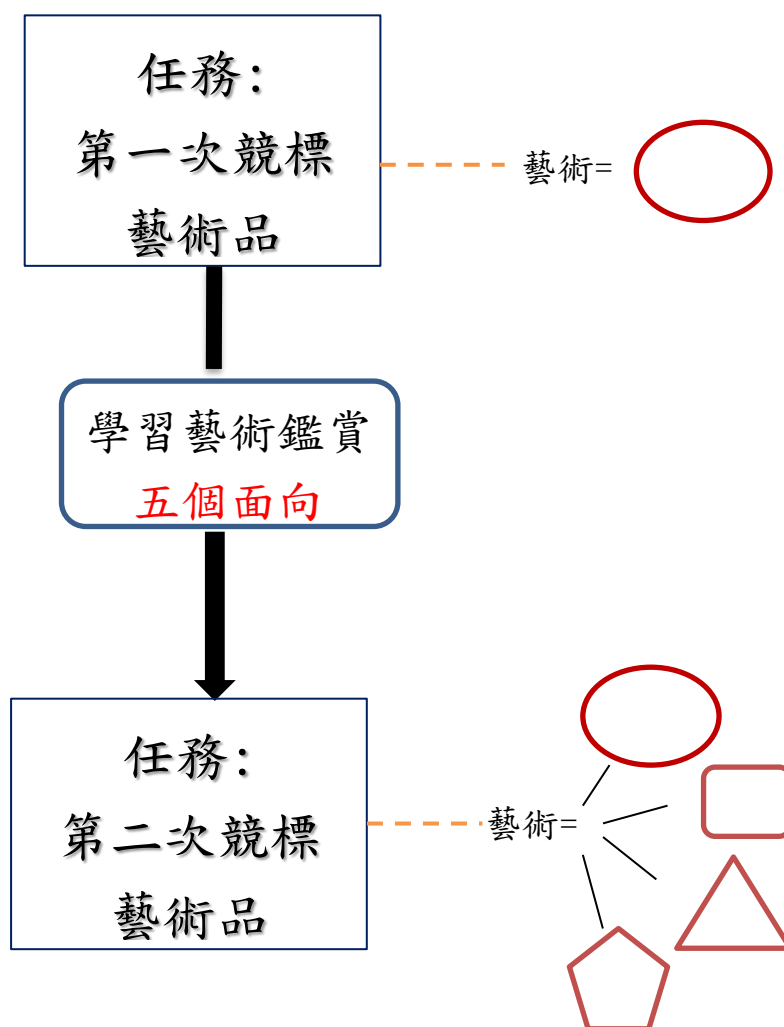 任務:
第一次競標
藝術品
藝術=
學習藝術鑑賞
五個面向
任務:
第二次競標
藝術品
藝術=